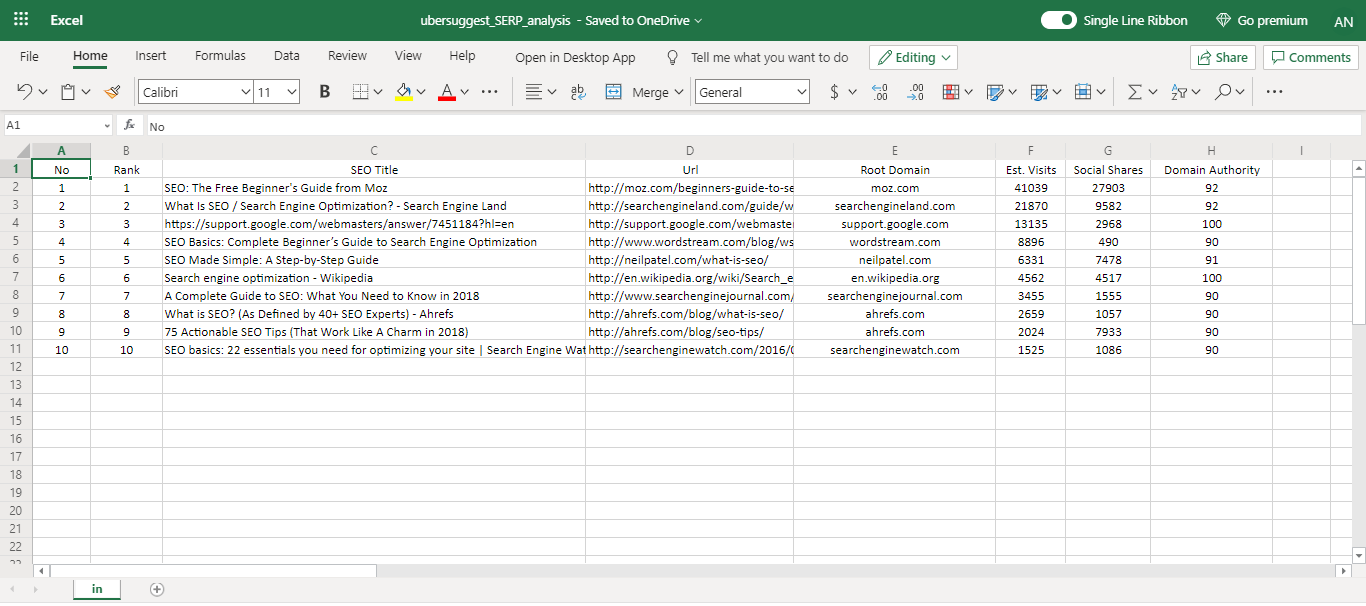 Excel
ubersuggest_SERP_analysis - Saved to OneDrive
Single Line Ribbon
Go premium
AN
File Home Insert Formulas Data Review View Help Open in Desktop App Tell me what you want to do Editing Share Comments
Calibri 11 B A ab Merge General $ .00 .00
A1 fx No
A B C D E F G H I
1 No Rank SEO Title Url Root Domain Est. Visits Social Shares Domain Authority
2 1 1 SEO: The Free Beginner's Guide from Moz http://moz.com/beginners-guide-to-se moz.com 41039 27903 92
3 2 2 What Is SEO / Search Engine Optimization? - Search Engine Land http://searchengineland.com/guide/w searchengineland.com 21870 9582 92
4 3 3 https://support.google.com/webmasters/answer/7451184?hl=en http://support.google.com/webmaster support.google.com 13135 2968 100
5 4 4 SEO Basics: Complete Beginner’s Guide to Search Engine Optimization http://www.wordstream.com/blog/ws wordstream.com 8896 490 90
6 5 5 SEO Made Simple: A Step-by-Step Guide http://neilpatel.com/what-is-seo/ neilpatel.com 6331 7478 91
7 6 6 Search engine optimization - Wikipedia http://en.wikipedia.org/wiki/Search_e en.wikipedia.org 4562 4517 100
8 7 7 A Complete Guide to SEO: What You Need to Know in 2018 http://www.searchenginejournal.com/ searchenginejournal.com 3455 1555 90
9 8 8 What is SEO? (As Defined by 40+ SEO Experts) - Ahrefs http://ahrefs.com/blog/what-is-seo/ ahrefs.com 2659 1057 90
10 9 9 75 Actionable SEO Tips (That Work Like A Charm in 2018) http://ahrefs.com/blog/seo-tips/ ahrefs.com 2024 7933 90
11 10 10 SEO basics: 22 essentials you need for optimizing your site | Search Engine Wat http://searchenginewatch.com/2016/0 searchenginewatch.com 1525 1086 90
12
13
14
15
16
17
18
19
20
21
22
in